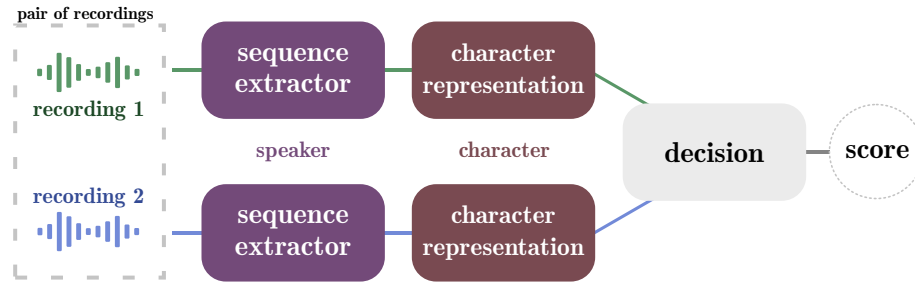 pair of recordings
recording 1
sequence
extractor
character
representation
speaker
character
decision
score
recording 2
sequence
extractor
character
representation